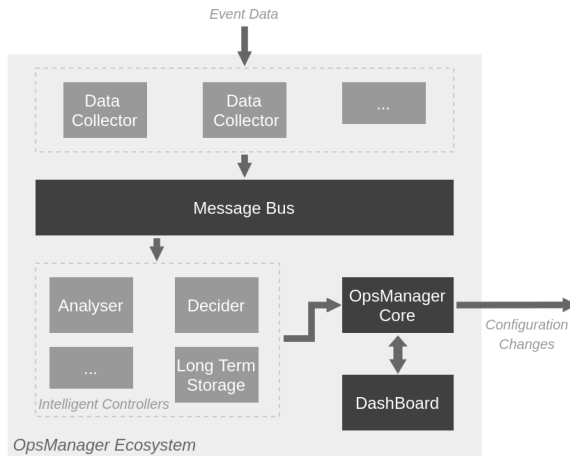 Event Data
Data
Collector
Data
Collector
...
Message Bus
Analyser
Decider
...
Long Term
Storage
Intelligent Controllers
OpsManager
Core
DashBoard
Configuration
Changes
OpsManager Ecosystem